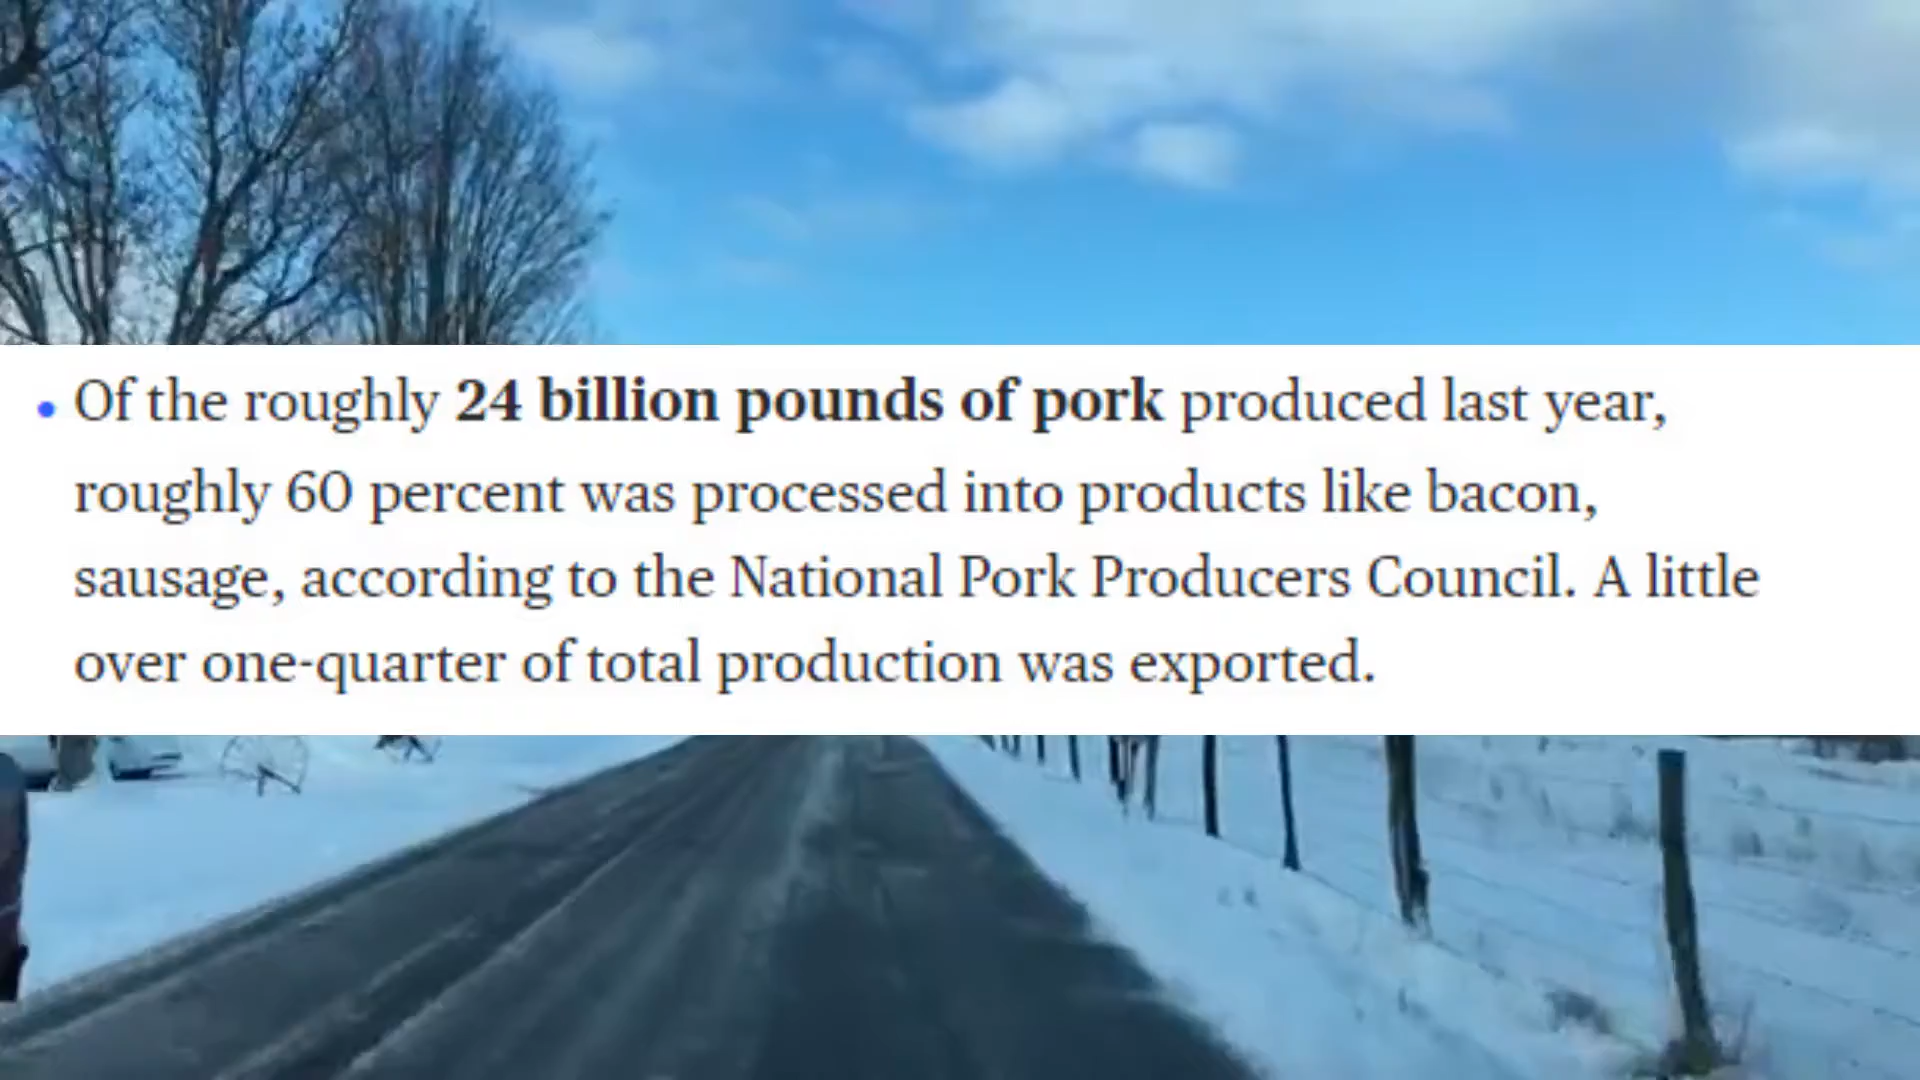 • Of the roughly 24 billion pounds of pork produced last year,
roughly 60 percent was processed into products like bacon,
sausage, according to the National Pork Producers Council. A little
over one-quarter of total production was exported.